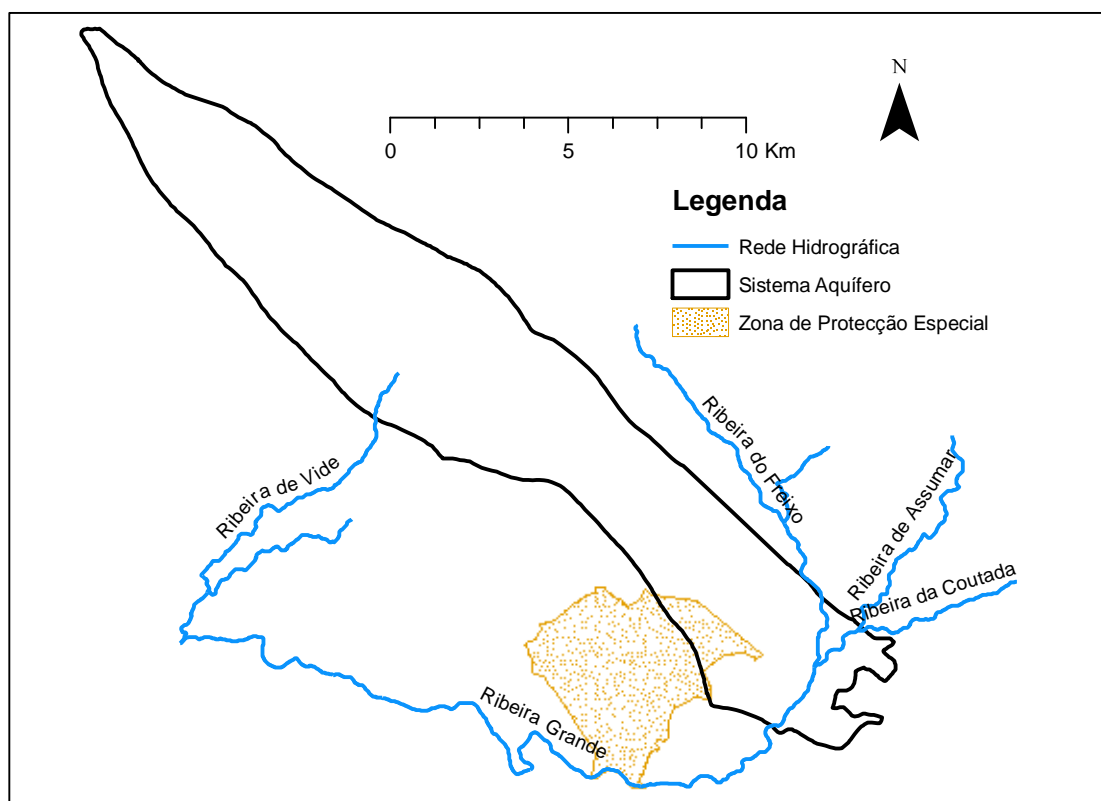 N
0 5 10 Km
Legenda
Rede Hidrográfica
Sistema Aquífero
Zona de Protecção Especial
Ribeira do Freixo
Ribeira de Assumar
Ribeira de Vide
Ribeira da Coutada
Ribeira Grande